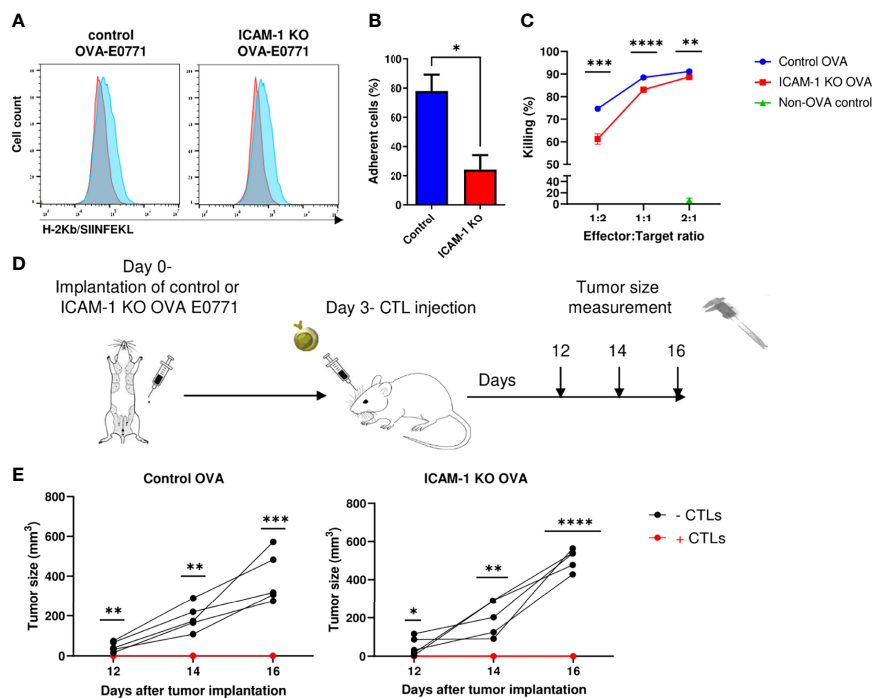 A
control
OVA-E0771
ICAM-1 KO
OVA-E0771
Cell count
H-2Kb/SIINFEKL
B
*
Adherent cells (%)
100
80
60
40
20
0
Control
ICAM-1 KO
C
*** **** **
Killing (%)
100
90
80
70
60
50
40
20
0
1:2 1:1 2:1
Effector:Target ratio
Control OVA
ICAM-1 KO OVA
Non-OVA control
D
Day 0-
Implantation of control or
ICAM-1 KO OVA E0771
Day 3- CTL injection
Tumor size
measurement
Days
12 14 16
E
Control OVA
Tumor size (mm3)
800
600
400
200
0
** ** ***
12 14 16
Days after tumor implantation
ICAM-1 KO OVA
Tumor size (mm3)
800
600
400
200
0
* ** ****
12 14 16
Days after tumor implantation
- CTLs
+ CTLs